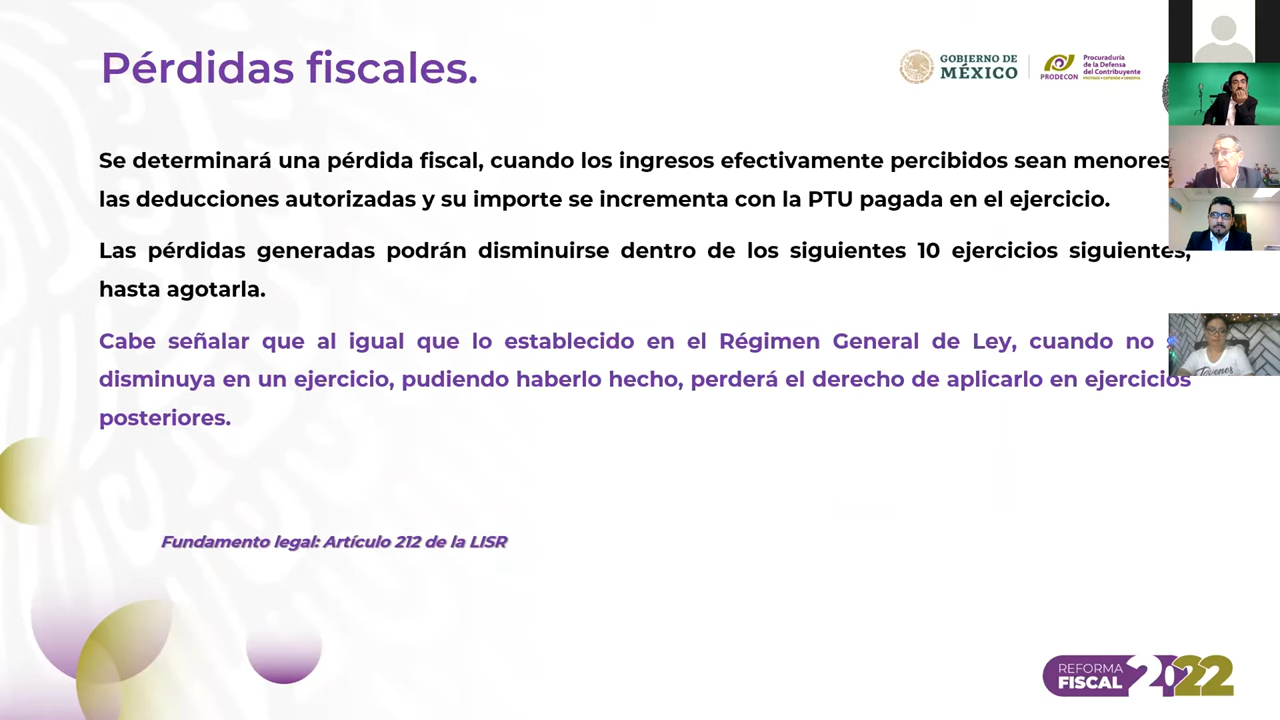 Pérdidas fiscales.
GOBIERNO DE
MÉXICO
PRODECON
Procuraduría
de la Defensa
del Contribuyente
Se determinará una pérdida fiscal, cuando los ingresos efectivamente percibidos sean menores
las deducciones autorizadas y su importe se incrementa con la PTU pagada en el ejercicio.
Las pérdidas generadas podrán disminuirse dentro de los siguientes 10 ejercicios siguientes,
hasta agotarla.
Cabe señalar que al igual que lo establecido en el Régimen General de Ley, cuando no
disminuya en un ejercicio, pudiendo haberlo hecho, perderá el derecho de aplicarlo en ejercicios
posteriores.
Fundamento legal: Artículo 212 de la LISR
REFORMA
FISCAL 2022